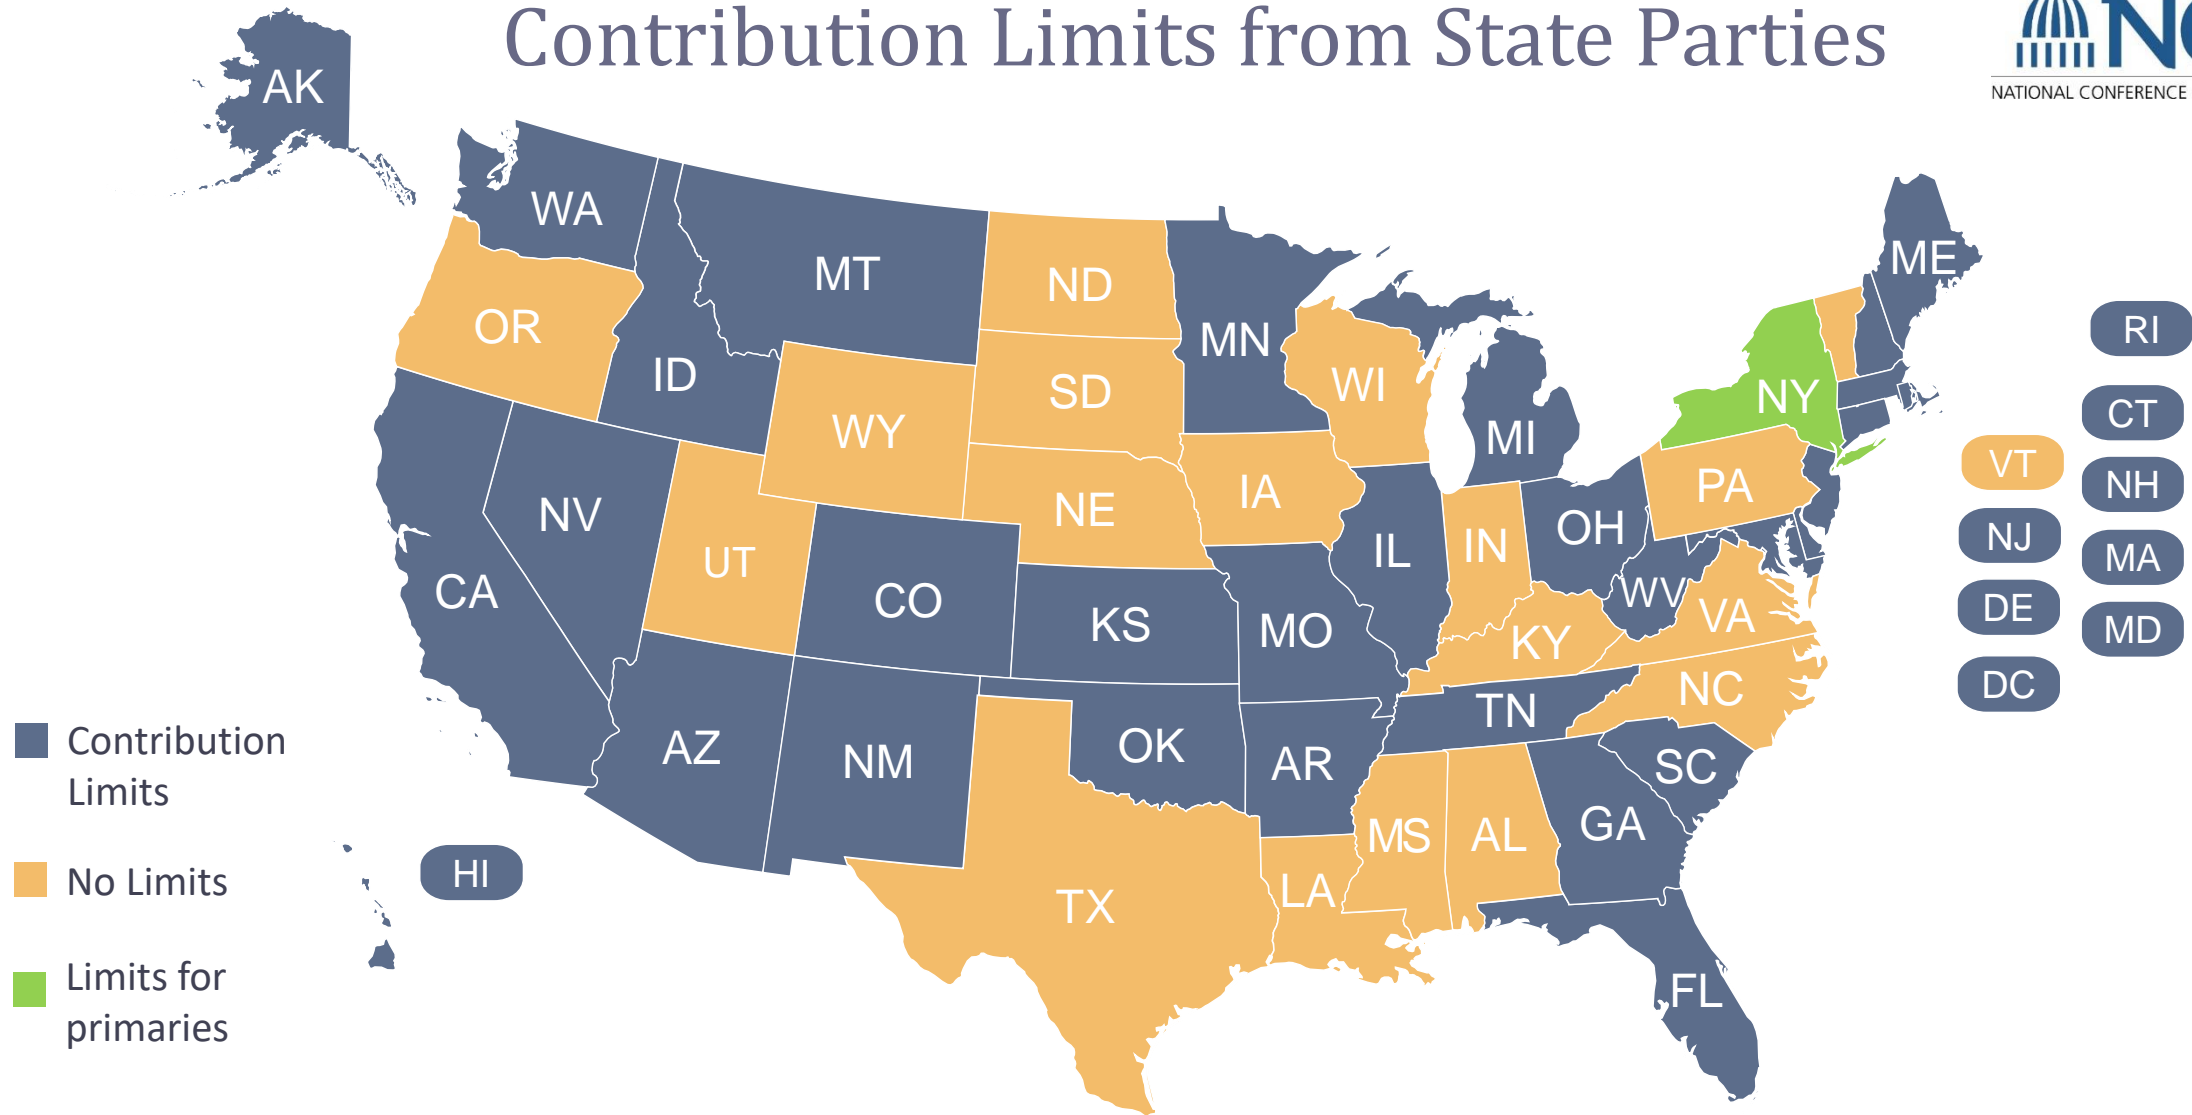 Contribution Limits from State Parties
NATIONAL CONFERENCE
AK
WA
MT
ND
MN
ME
OR
ID
SD
WI
MI
NY
RI
WY
CT
VT
NH
NV
UT
NE
IA
PA
NJ
MA
CA
CO
KS
MO
IL
IN
OH
WV
VA
KY
DE
MD
DC
AZ
NM
OK
AR
TN
NC
SC
MS
AL
GA
LA
TX
FL
HI
Contribution
Limits
No Limits
Limits for
primaries